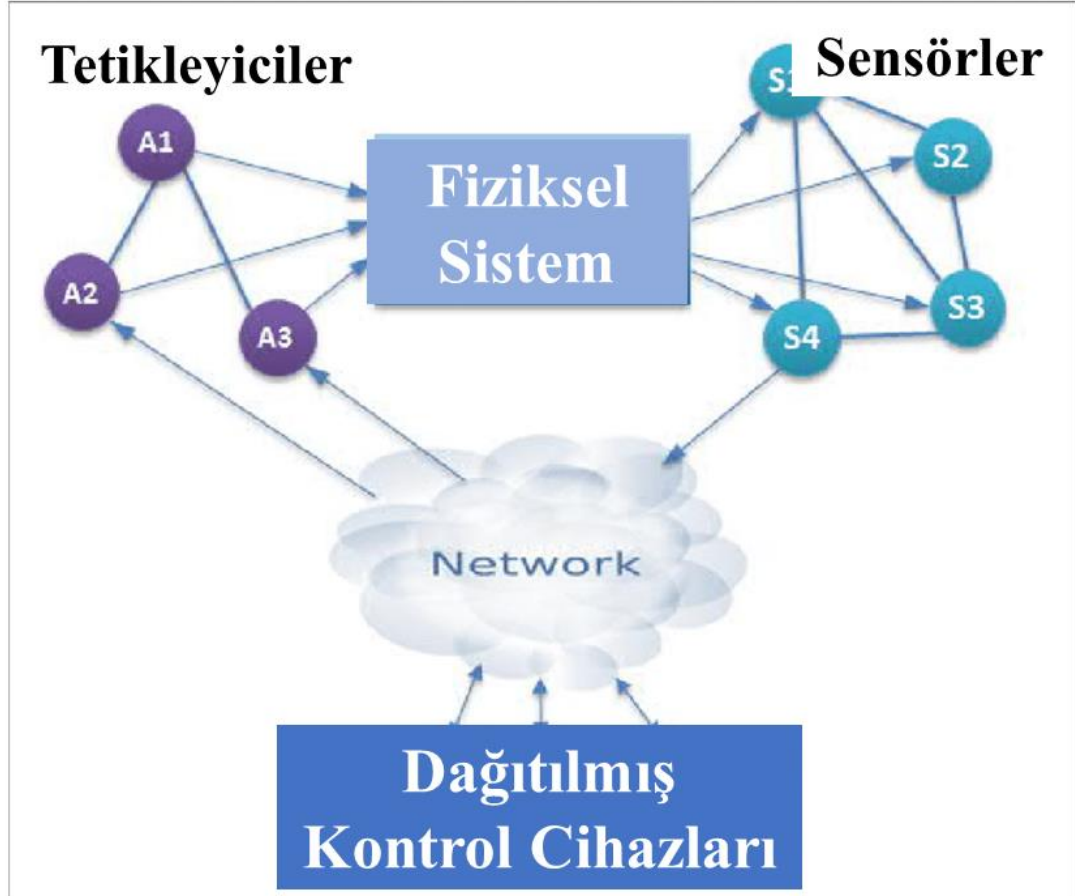 Tetikleyiciler
Sensörler
A1
A2
A3
Fiziksel
Sistem
S2
S3
S4
Network
Dağıtılmış
Kontrol Cihazları